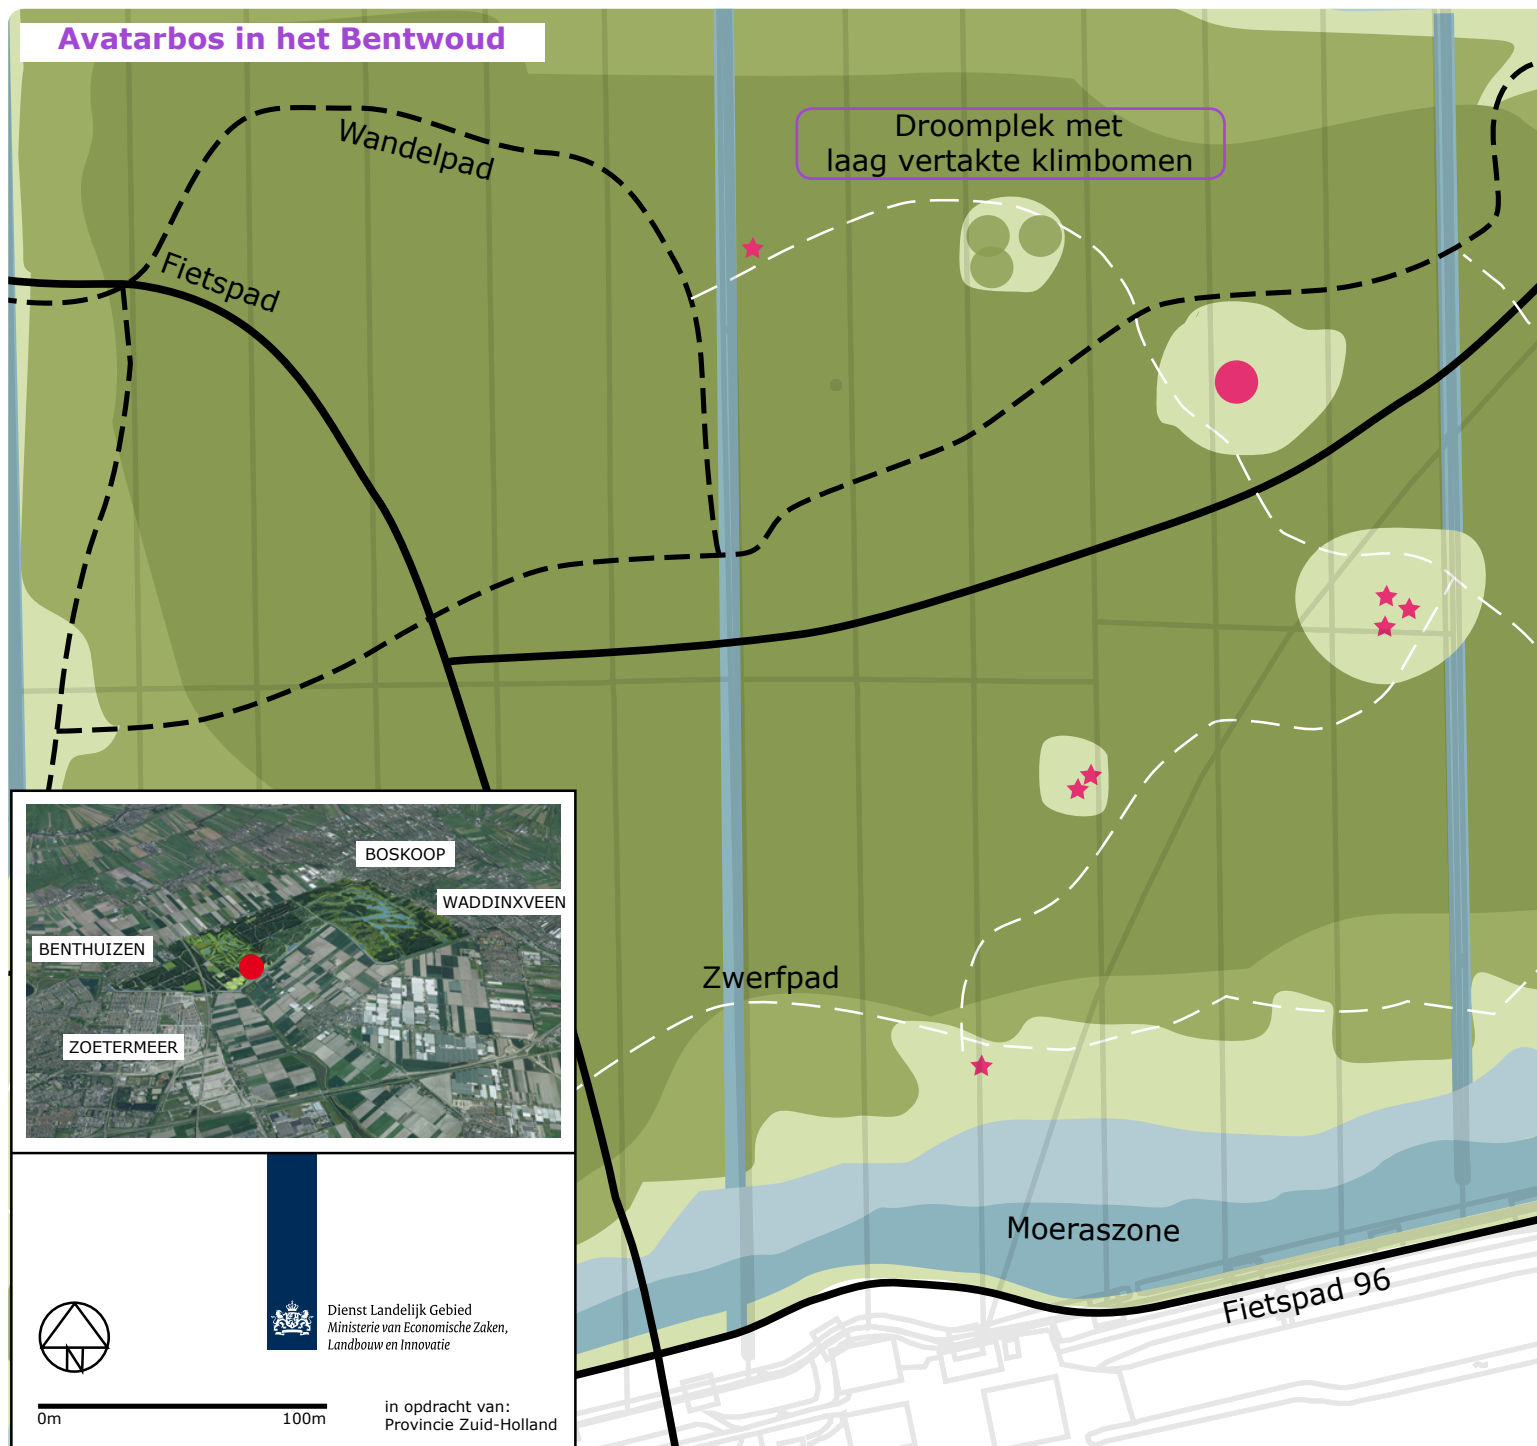 Avatarbos in het Bentwoud
Droomplek met
laag vertakte klimbomen
Wandelpad
Fietspad
Zwerfpad
Moeraszone
Fietspad 96
BOSKOOP
WADDINXVEEN
BENTHUIZEN
ZOETERMEER
Dienst Landelijk Gebied
Ministerie van Economische Zaken,
Landbouw en Innovatie
N
0m
100m
in opdracht van:
Provincie Zuid-Holland